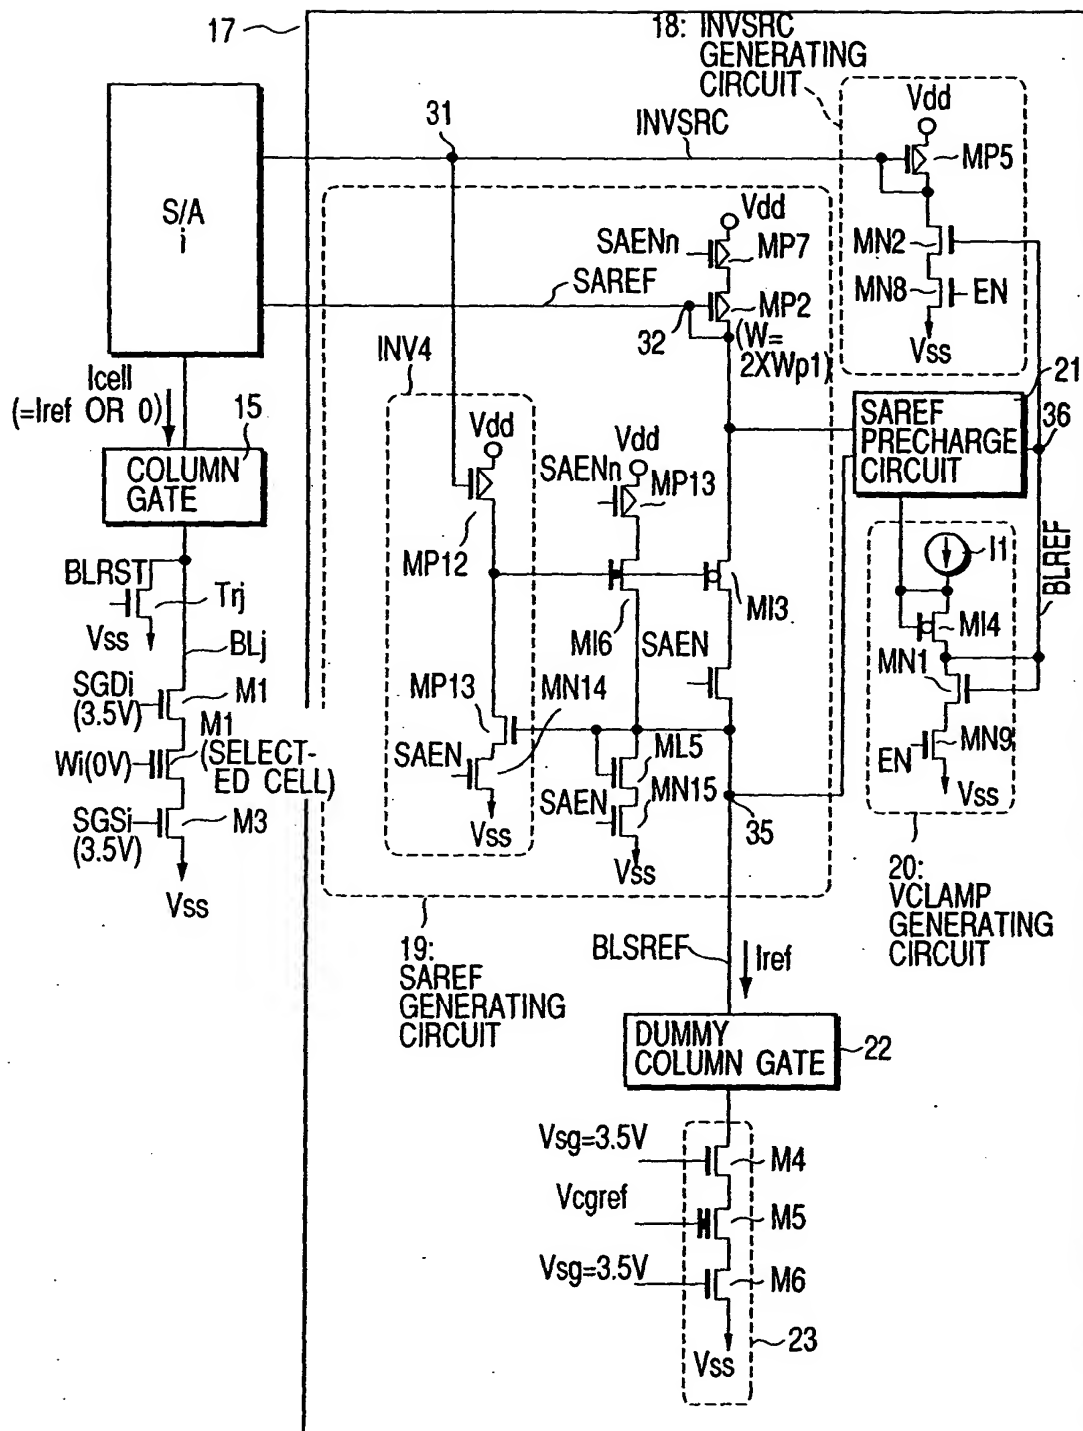 17
18: INVSRC
GENERATING
CIRCUIT
Vdd
MP5
INVSRC
31
S/A
i
MN2
MN8
EN
Vss
Vdd
SAENn
MP7
SAREF
MP2
(W=
2XWp1)
32
INV4
Icell
(=Iref OR 0)
15
COLUMN
GATE
21
SAREF
PRECHARGE
CIRCUIT
36
Vdd
Vdd
SAENn
MP13
MP12
MI3
MI6
BLRST
Trj
Vss
BLj
I1
BLREF
MI4
MN1
MN9
EN
Vss
SAEN
MP13
MN14
SAEN
Vss
ML5
SAEN
MN15
Vss
35
SGDi
(3.5V)
M1
M1
(SELECT-
ED CELL)
Wi(0V)
SGSi
(3.5V)
M3
Vss
20:
VCLAMP
GENERATING
CIRCUIT
19:
SAREF
GENERATING
CIRCUIT
BLSREF
Iref
DUMMY
COLUMN GATE
22
Vsg=3.5V
M4
Vcgref
M5
Vsg=3.5V
M6
Vss
23